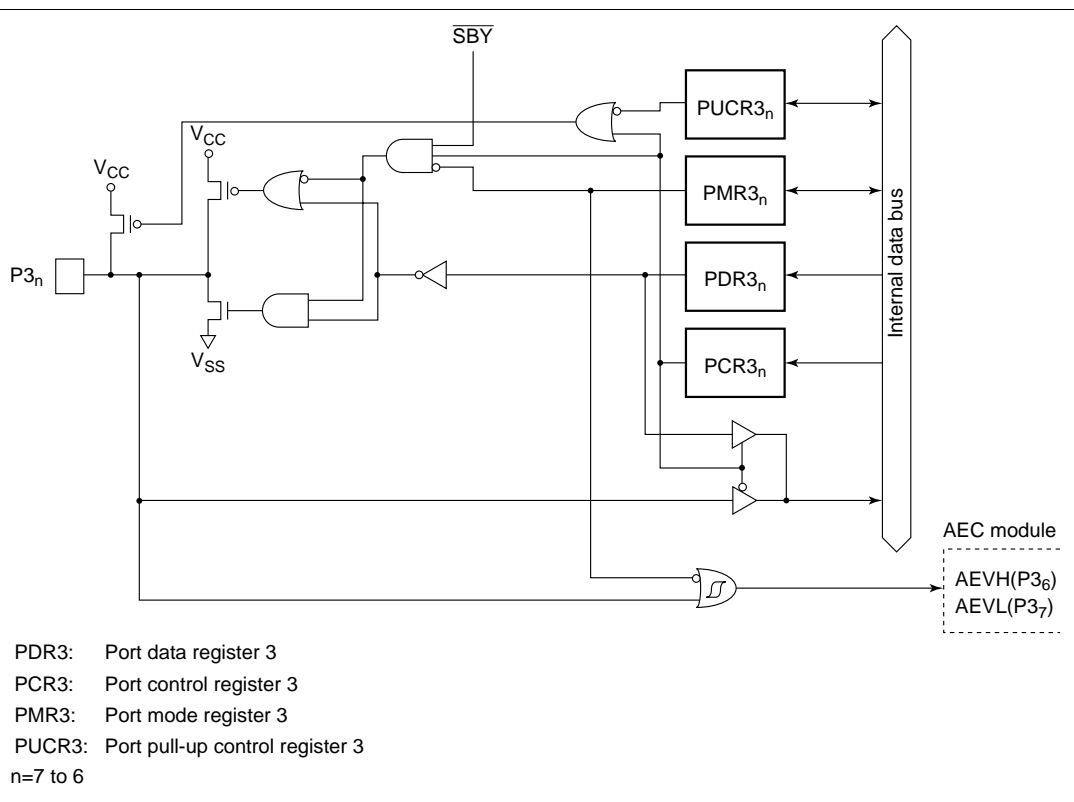 SBY
PUCR3n
VCC
VCC
PMR3n
P3n
PDR3n
Internal data bus
VSS
PCR3n
AEC module
AEVH(P36)
AEVL(P37)
PDR3: Port data register 3
PCR3: Port control register 3
PMR3: Port mode register 3
PUCR3: Port pull-up control register 3
n=7 to 6